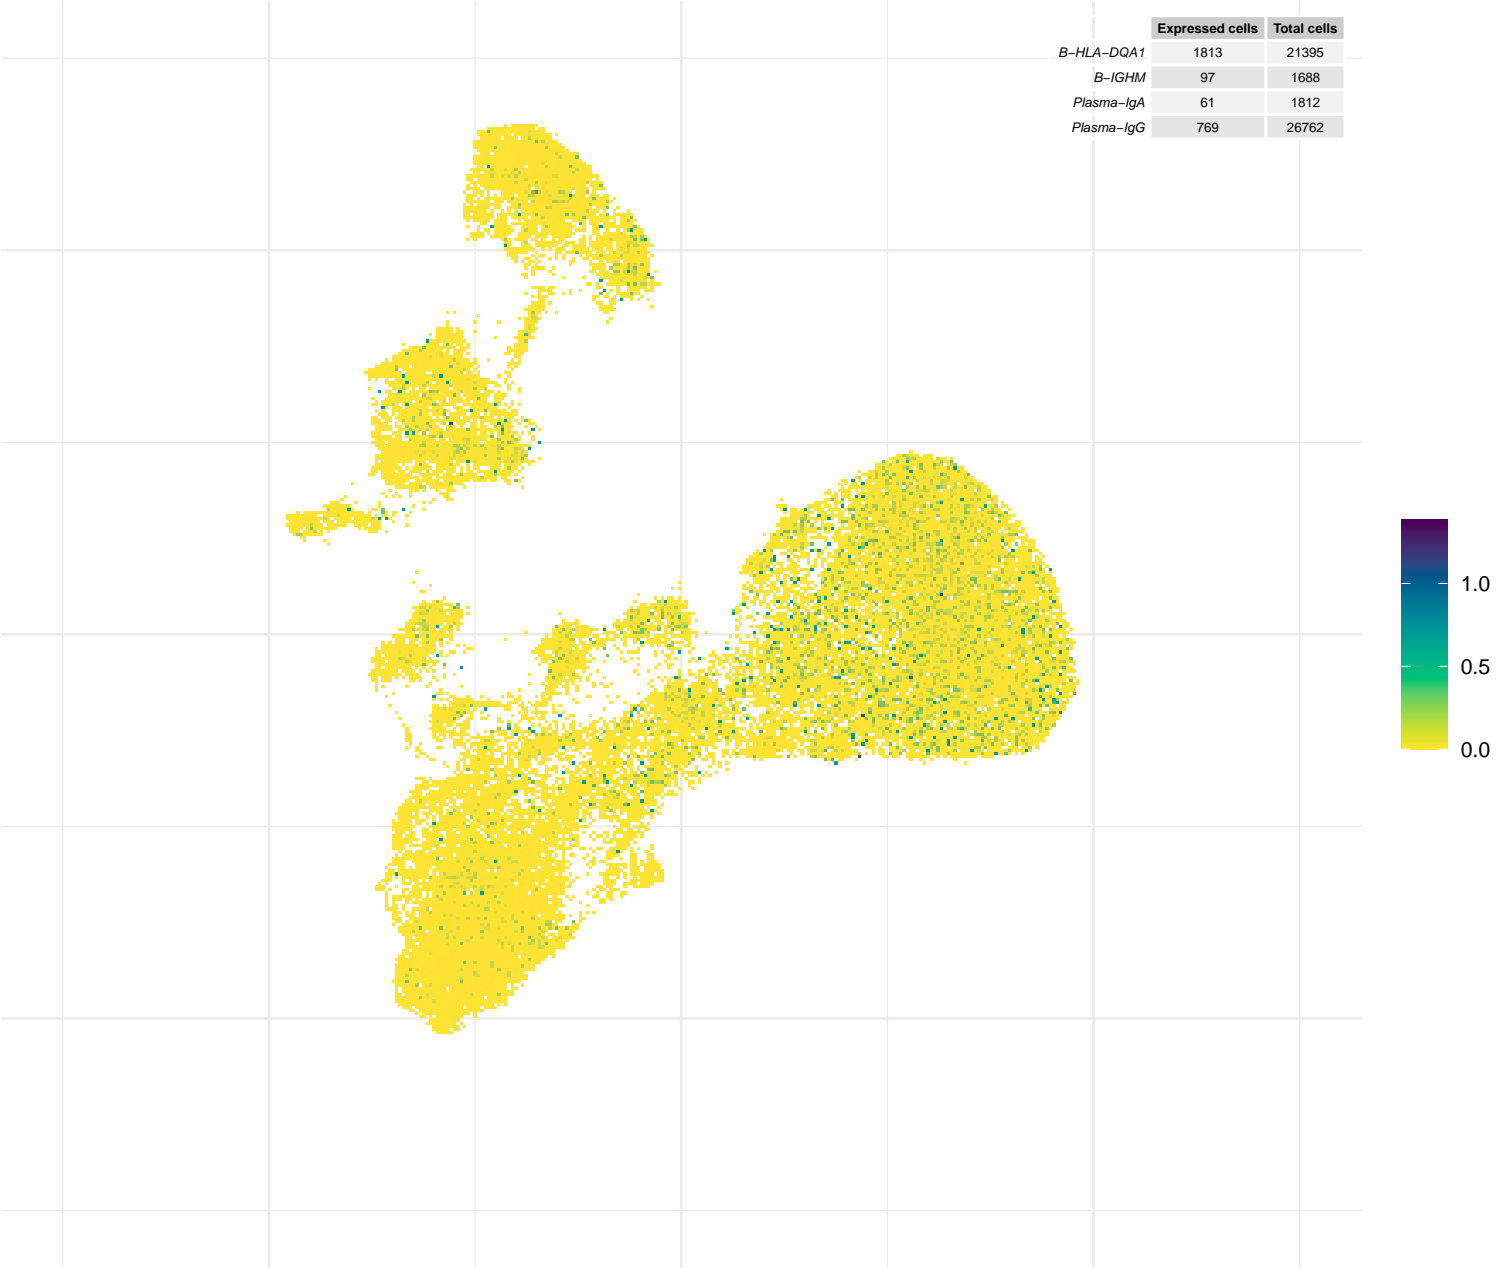 Expressed cells Total cells
B−HLA−DQA1 1813 21395
B−IGHM 97 1688
Plasma−IgA 61 1812
Plasma−IgG 769 26762
1.0
0.5
0.0